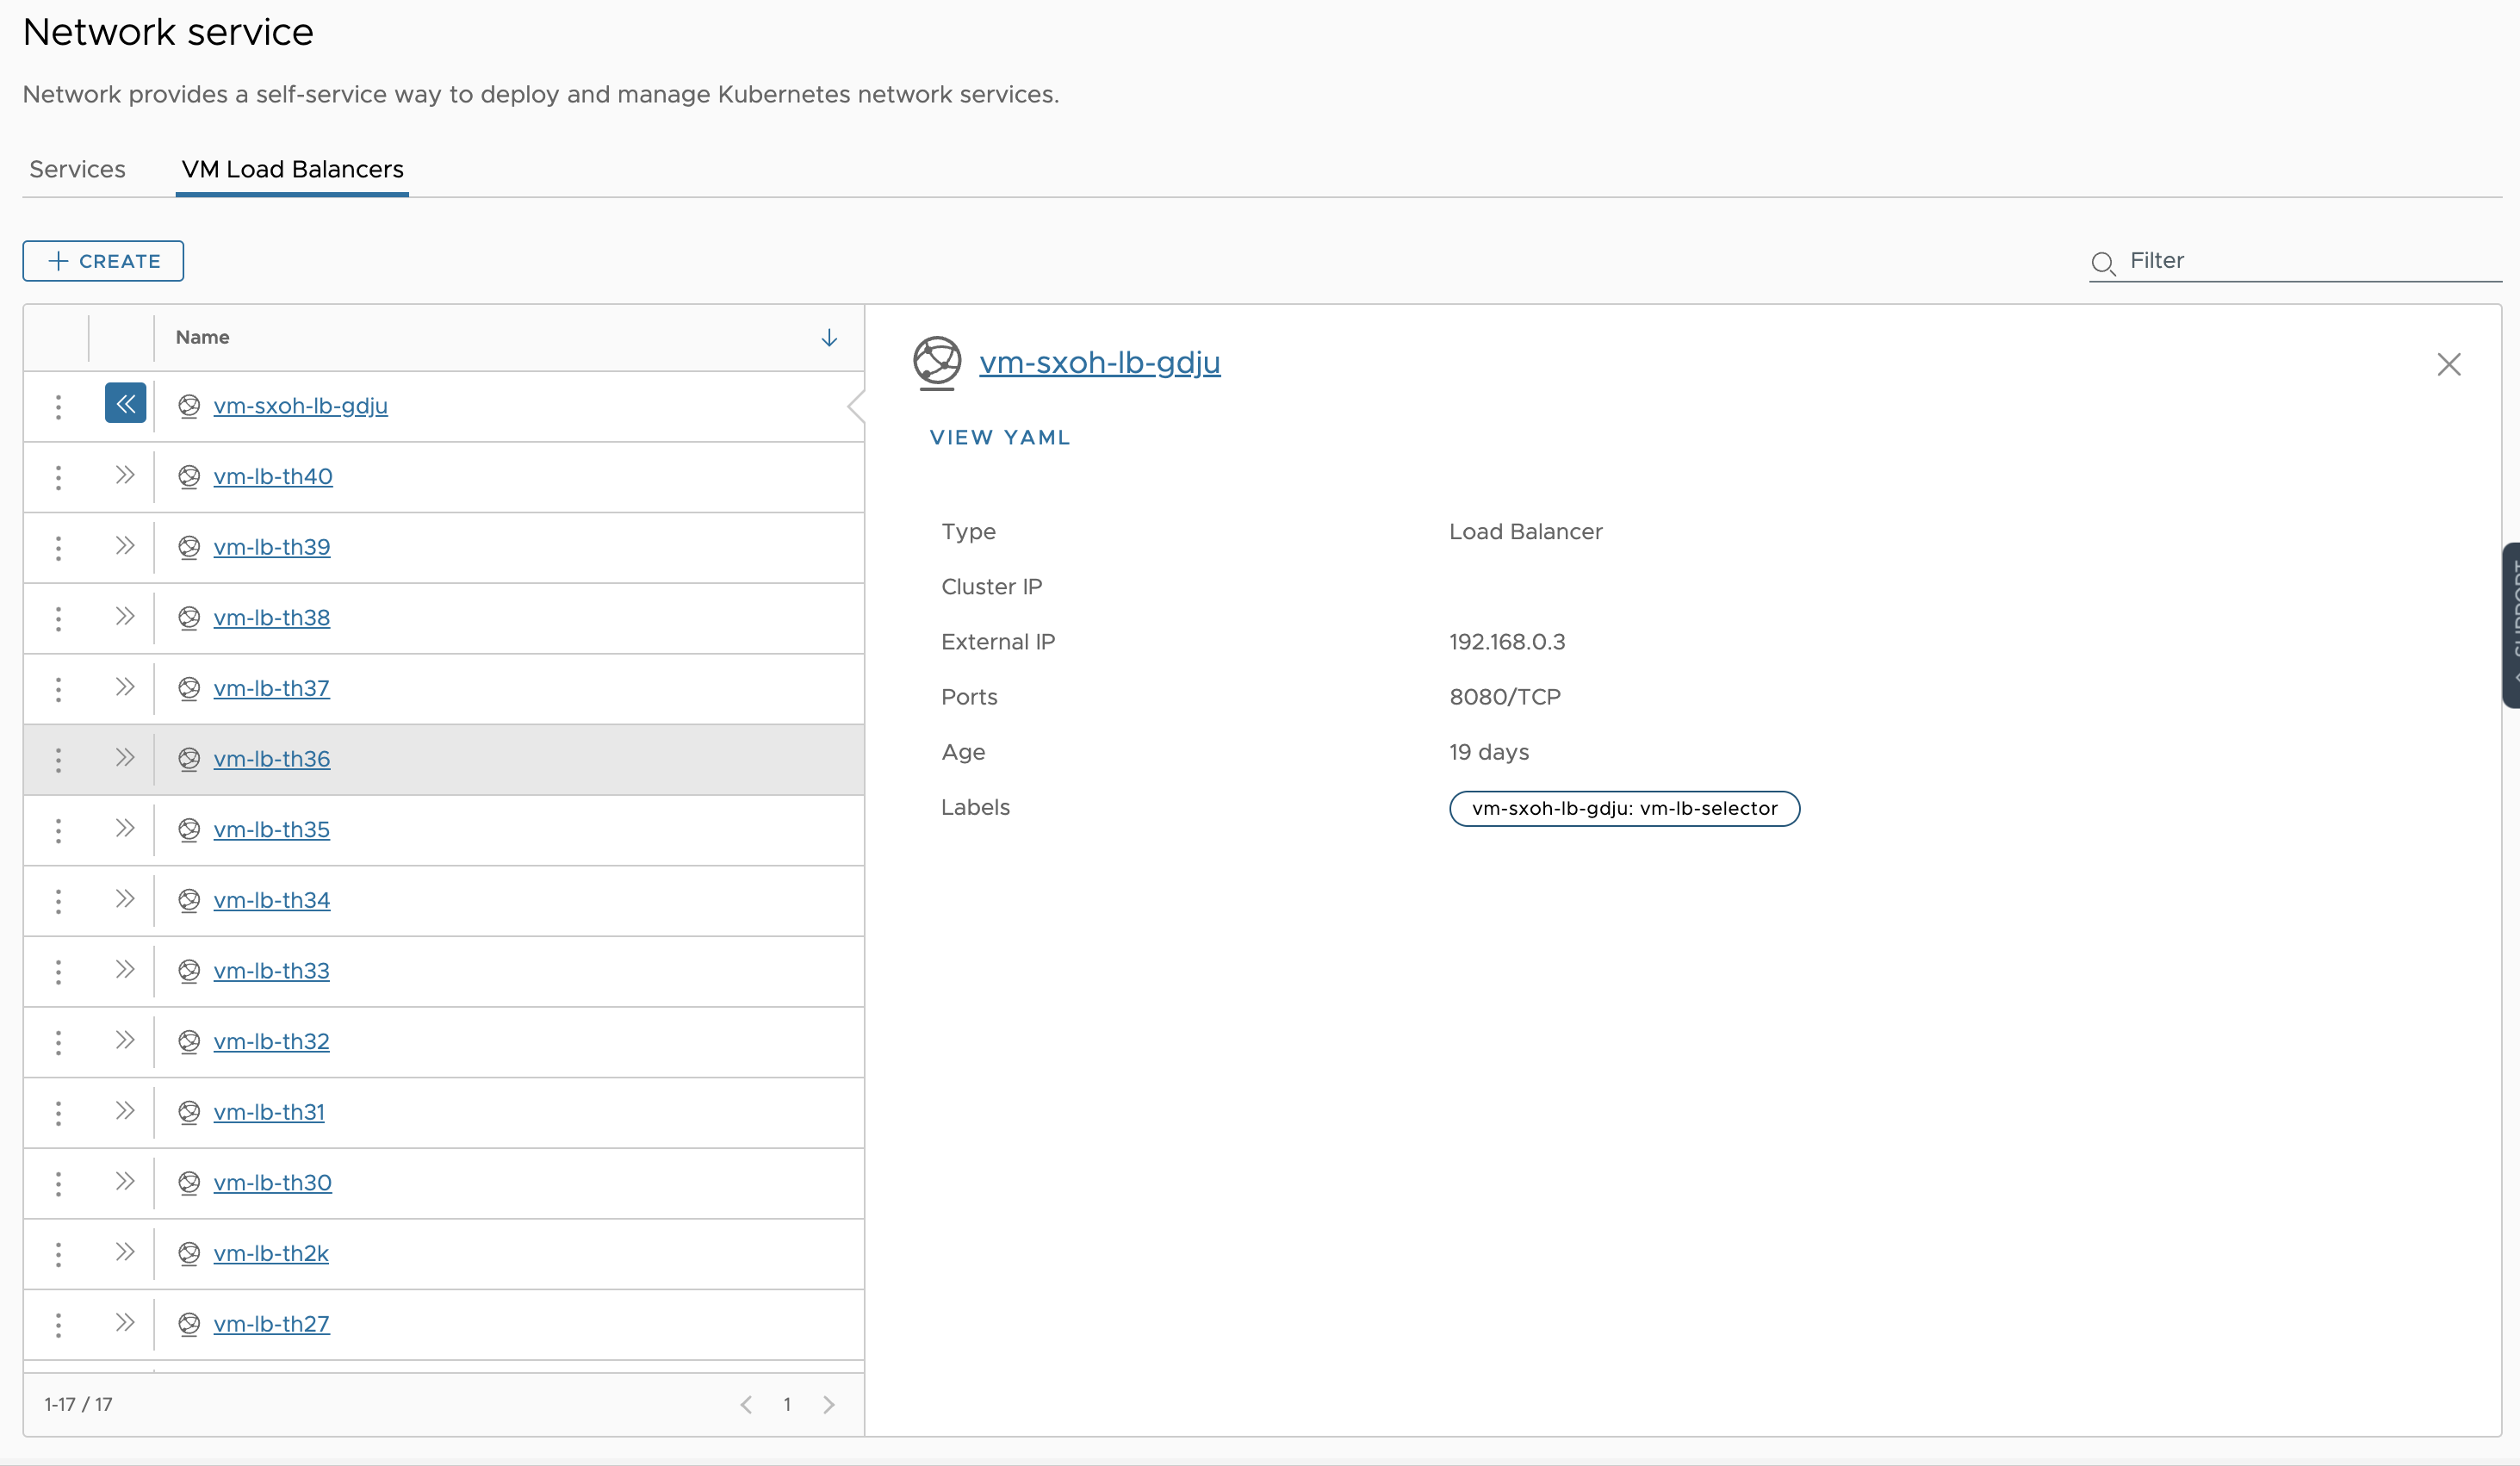 Network service
Network provides a self-service way to deploy and manage Kubernetes network services.
Services VM Load Balancers
CREATE
Filter
Name
vm-sxoh-lb-gdju
vm-lb-th40
vm-lb-th39
vm-lb-th38
vm-lb-th37
vm-lb-th36
vm-lb-th35
vm-lb-th34
vm-lb-th33
vm-lb-th32
vm-lb-th31
vm-lb-th30
vm-lb-th2k
vm-lb-th27
1-17 / 17
1
vm-sxoh-lb-gdju
VIEW YAML
Type Load Balancer
Cluster IP
External IP 192.168.0.3
Ports 8080/TCP
Age 19 days
Labels vm-sxoh-lb-gdju: vm-lb-selector
SUPPORT